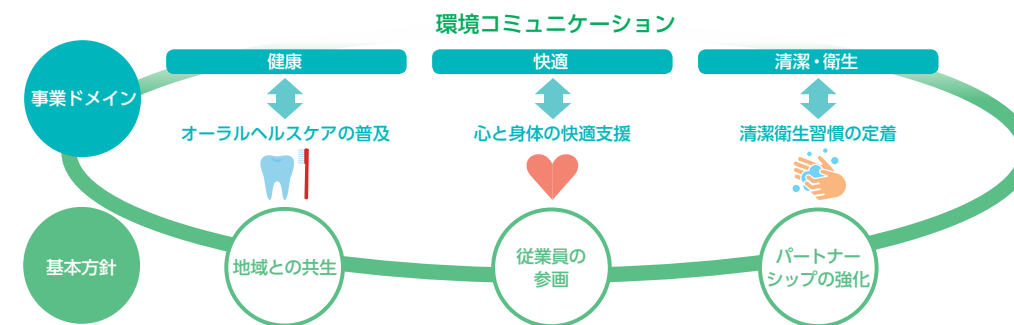 環境コミュニケーション
事業ドメイン
健康
快適
清潔・衛生
オーラルヘルスケアの普及
心と身体の快適支援
清潔衛生習慣の定着
基本方針
地域との共生
従業員の
参画
パートナー
シップの強化